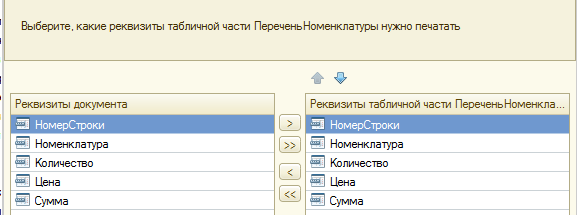 Выберите, какие реквизиты табличной части ПереченьНоменклатуры нужно печатать
Реквизиты документа
НомерСтроки
Номенклатура
Количество
Цена
Сумма
>
>>
<
<<
Реквизиты табличной части ПереченьНоменкла...
НомерСтроки
Номенклатура
Количество
Цена
Сумма